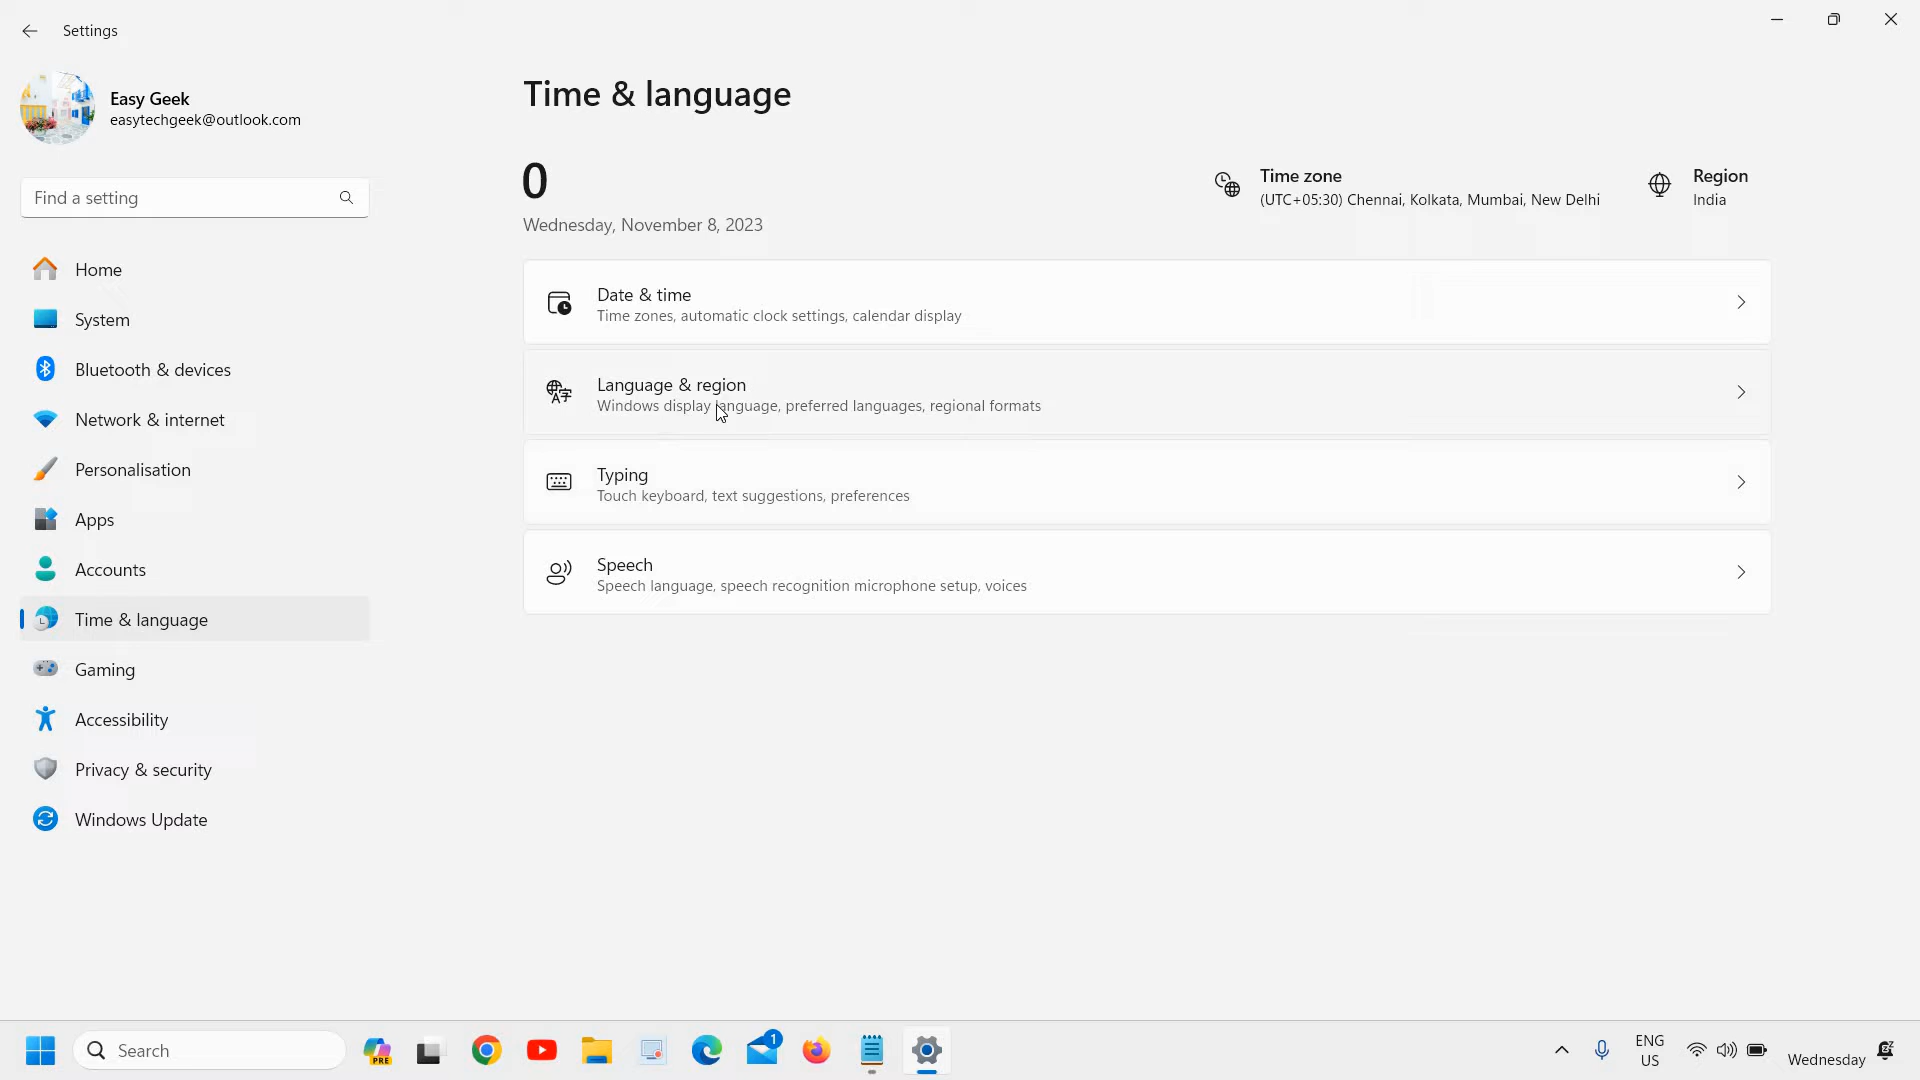 Settings
Easy Geek
easytechgeek@outlook.com
Find a setting
Home
System
Bluetooth & devices
Network & internet
Personalisation
Apps
Accounts
Time & language
Gaming
Accessibility
Privacy & security
Windows Update
Time & language
0
Wednesday, November 8, 2023
Time zone
(UTC+05:30) Chennai, Kolkata, Mumbai, New Delhi
Region
India
Date & time
Time zones, automatic clock settings, calendar display
Language & region
Windows display language, preferred languages, regional formats
Typing
Touch keyboard, text suggestions, preferences
Speech
Speech language, speech recognition microphone setup, voices
Search
PRE
1
ENG
US
Wednesday